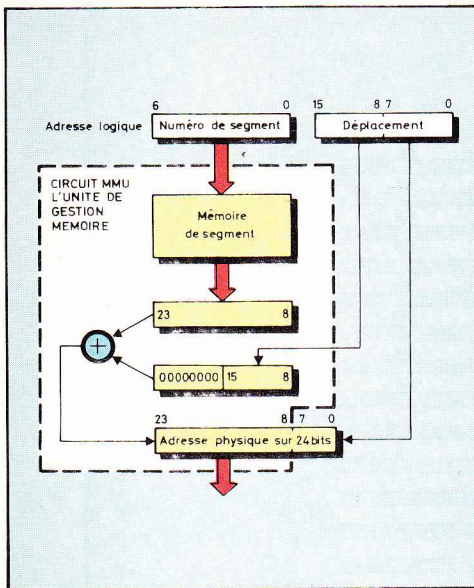 6 0 15 8 7 0
Adresse logique Numéro de segment Déplacement
CIRCUIT MMU
L'UNITE DE
GESTION
MEMOIRE
Mémoire
de segment
23 8
+
00000000 15 8
23 8 7 0
Adresse physique sur 24bits